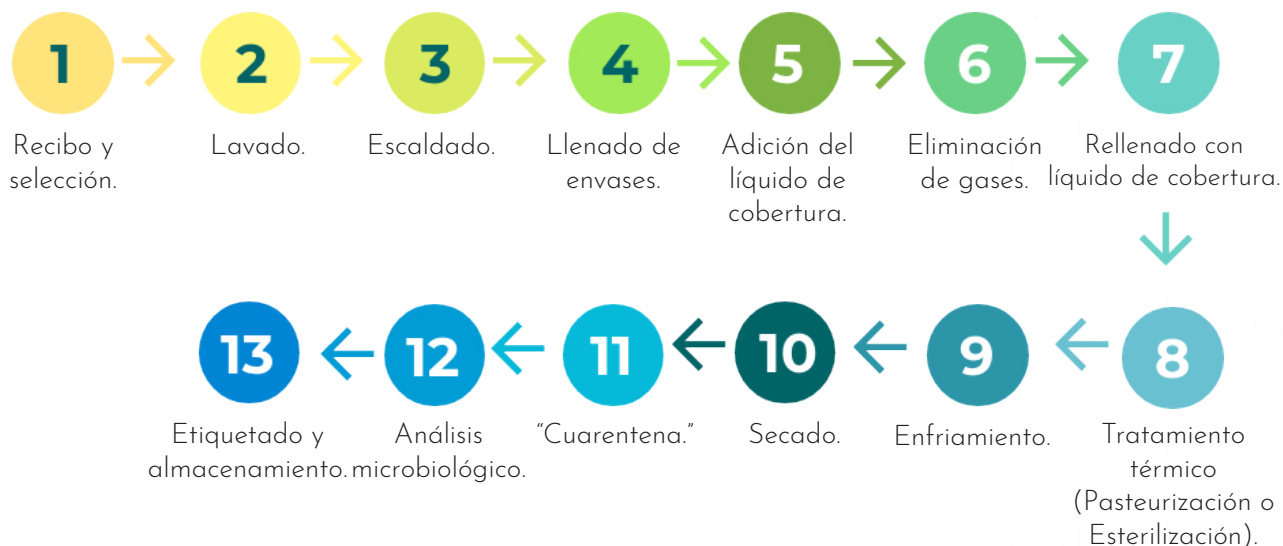 1
Recibo y
selección.
2
Lavado.
3
Escaldado.
4
Llenado de
envases.
5
Adición del
líquido de
cobertura.
6
Eliminación
de gases.
7
Rellenado con
líquido de cobertura.
8
Tratamiento
térmico
(Pasteurización o
Esterilización).
9
Enfriamiento.
10
Secado.
11
"Cuarentena."
12
Análisis
microbiológico.
13
Etiquetado y
almacenamiento.